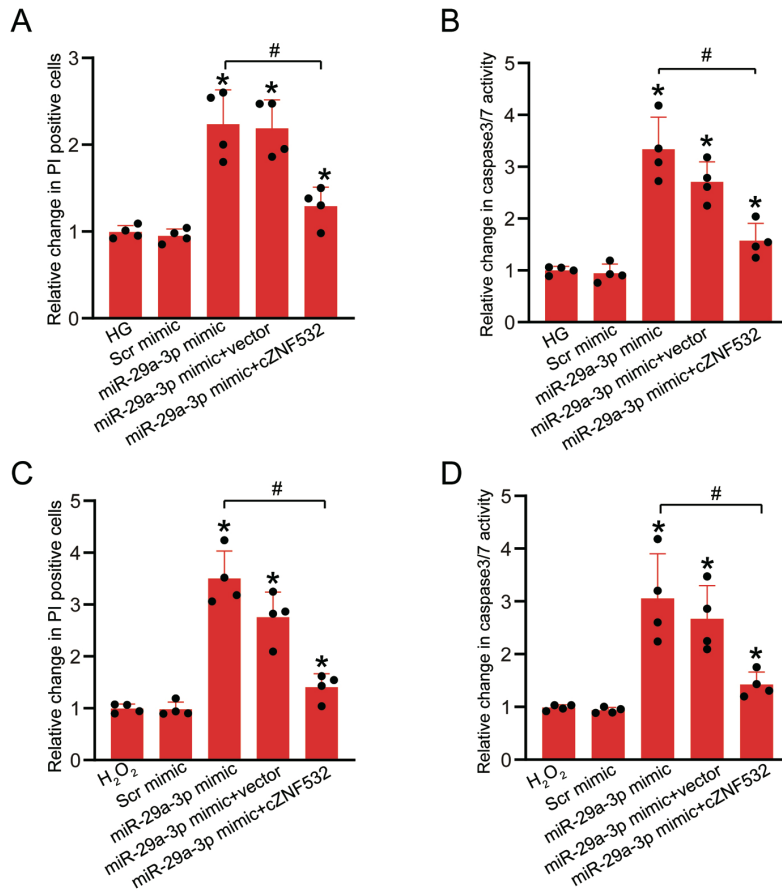 A
Relative change in PI positive cells
3
2
1
0
#
*
*
*
HG
Scr mimic
miR-29a-3p mimic
miR-29a-3p mimic+vector
miR-29a-3p mimic+cZNF532
B
Relative change in caspase3/7 activity
5
4
3
2
1
0
#
*
*
*
HG
Scr mimic
miR-29a-3p mimic
miR-29a-3p mimic+vector
miR-29a-3p mimic+cZNF532
C
Relative change in PI positive cells
5
4
3
2
1
0
#
*
*
*
H₂O₂
Scr mimic
miR-29a-3p mimic
miR-29a-3p mimic+vector
miR-29a-3p mimic+cZNF532
D
Relative change in caspase3/7 activity
5
4
3
2
1
0
#
*
*
*
H₂O₂
Scr mimic
miR-29a-3p mimic
miR-29a-3p mimic+vector
miR-29a-3p mimic+cZNF532